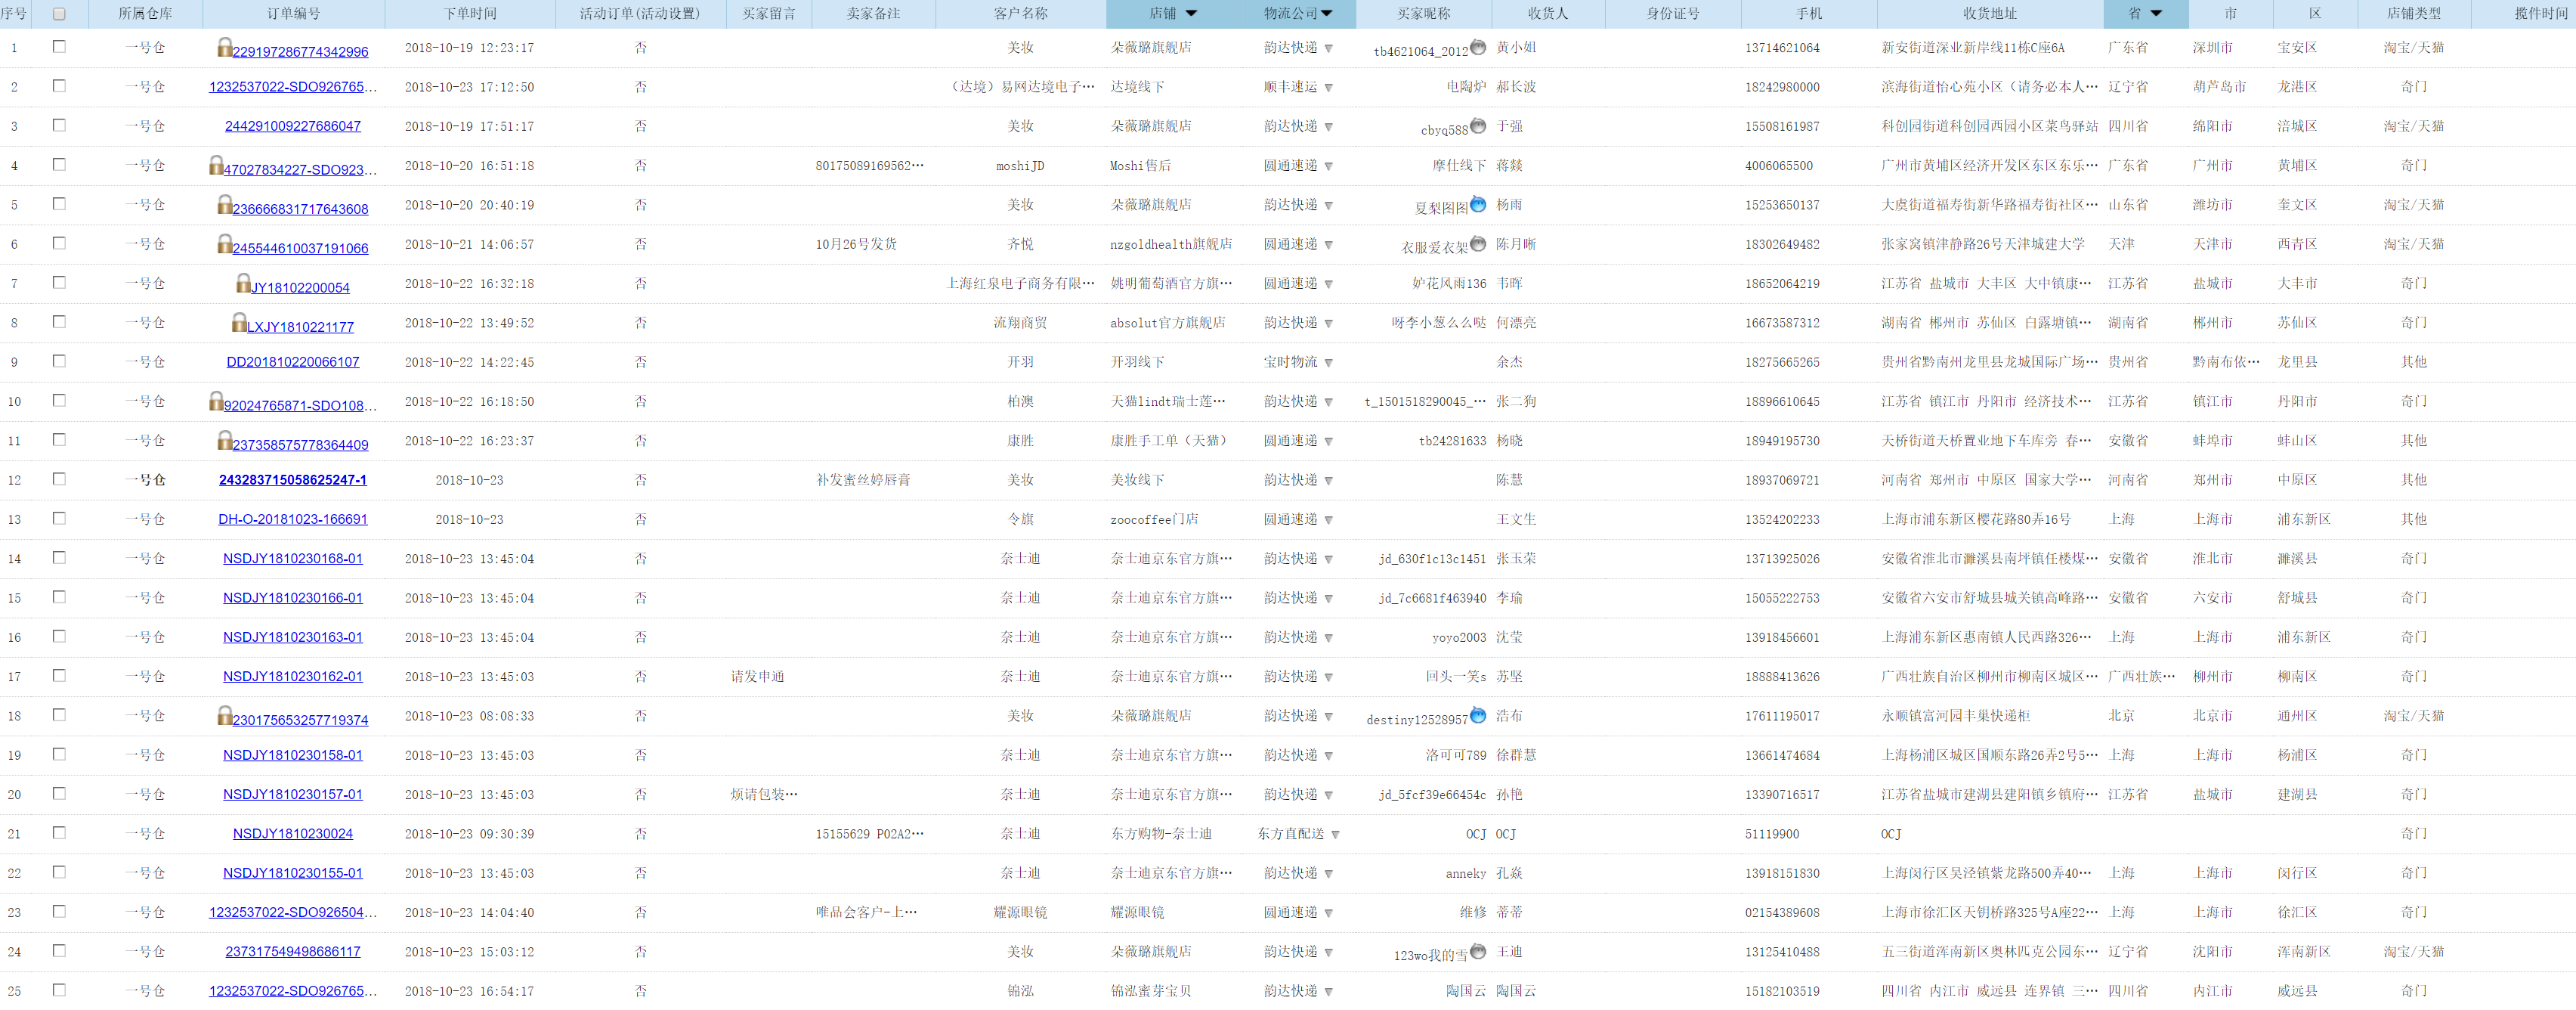 序号 所属仓库 订单编号 下单时间 活动订单(活动设置) 买家留言 卖家备注 客户名称 店铺 物流公司 买家昵称 收货人 身份证号 手机 收货地址 省 市 区 店铺类型 揽件时间
1 一号仓 229197286774342996 2018-10-19 12:23:17 否 美妆 朵薇璐旗舰店 韵达快递 tb4621064_2012 黄小姐 13714621064 新安街道深业新岸线11栋C座6A 广东省 深圳市 宝安区 淘宝/天猫
2 一号仓 1232537022-SDO926765... 2018-10-23 17:12:50 否 （达境）易网达境电子… 达境线下 顺丰速运 电陶炉 郝长波 18242980000 滨海街道怡心苑小区（请务必本人… 辽宁省 葫芦岛市 龙港区 奇门
3 一号仓 244291009227686047 2018-10-19 17:51:17 否 美妆 朵薇璐旗舰店 韵达快递 cbyq588 于强 15508161987 科创园街道科创园西园小区菜鸟驿站 四川省 绵阳市 涪城区 淘宝/天猫
4 一号仓 47027834227-SDO923... 2018-10-20 16:51:18 否 80175089169562… moshiJD Moshi售后 圆通速递 摩仕线下 蒋燚 4006065500 广州市黄埔区经济开发区东区东乐… 广东省 广州市 黄埔区 奇门
5 一号仓 236666831717643608 2018-10-20 20:40:19 否 美妆 朵薇璐旗舰店 韵达快递 夏梨图图 杨雨 15253650137 大虞街道福寿街新华路福寿街社区… 山东省 潍坊市 奎文区 淘宝/天猫
6 一号仓 245544610037191066 2018-10-21 14:06:57 否 10月26号发货 齐悦 nzgoldhealth旗舰店 圆通速递 衣服爱衣架 陈月晰 18302649482 张家窝镇津静路26号天津城建大学 天津 天津市 西青区 淘宝/天猫
7 一号仓 JY18102200054 2018-10-22 16:32:18 否 上海红泉电子商务有限… 姚明葡萄酒官方旗… 圆通速递 妒花风雨136 韦晖 18652064219 江苏省 盐城市 大丰区 大中镇康… 江苏省 盐城市 大丰市 奇门
8 一号仓 LXJY1810221177 2018-10-22 13:49:52 否 流翔商贸 absolut官方旗舰店 韵达快递 呀李小葱么么哒 何漂亮 16673587312 湖南省 郴州市 苏仙区 白露塘镇… 湖南省 郴州市 苏仙区 奇门
9 一号仓 DD201810220066107 2018-10-22 14:22:45 否 开羽 开羽线下 宝时物流 余杰 18275665265 贵州省黔南州龙里县龙城国际广场… 贵州省 黔南布依… 龙里县 其他
10 一号仓 92024765871-SDO108... 2018-10-22 16:18:50 否 柏澳 天猫lindt瑞士莲… 韵达快递 t_1501518290045_… 张二狗 18896610645 江苏省 镇江市 丹阳市 经济技术… 江苏省 镇江市 丹阳市 奇门
11 一号仓 237358575778364409 2018-10-22 16:23:37 否 康胜 康胜手工单（天猫） 圆通速递 tb24281633 杨晓 18949195730 天桥街道天桥置业地下车库旁 春… 安徽省 蚌埠市 蚌山区 其他
12 一号仓 243283715058625247-1 2018-10-23 否 补发蜜丝婷唇膏 美妆 美妆线下 韵达快递 陈慧 18937069721 河南省 郑州市 中原区 国家大学… 河南省 郑州市 中原区 其他
13 一号仓 DH-O-20181023-166691 2018-10-23 否 令旗 zoocoffee门店 圆通速递 王文生 13524202233 上海市浦东新区樱花路80弄16号 上海 上海市 浦东新区 其他
14 一号仓 NSDJY1810230168-01 2018-10-23 13:45:04 否 奈士迪 奈士迪京东官方旗… 韵达快递 jd_630f1c13c1451 张玉荣 13713925026 安徽省淮北市濉溪县南坪镇任楼煤… 安徽省 淮北市 濉溪县 奇门
15 一号仓 NSDJY1810230166-01 2018-10-23 13:45:04 否 奈士迪 奈士迪京东官方旗… 韵达快递 jd_7c6681f463940 李瑜 15055222753 安徽省六安市舒城县城关镇高峰路… 安徽省 六安市 舒城县 奇门
16 一号仓 NSDJY1810230163-01 2018-10-23 13:45:04 否 奈士迪 奈士迪京东官方旗… 韵达快递 yoyo2003 沈莹 13918456601 上海浦东新区惠南镇人民西路326… 上海 上海市 浦东新区 奇门
17 一号仓 NSDJY1810230162-01 2018-10-23 13:45:03 否 请发申通 奈士迪 奈士迪京东官方旗… 韵达快递 回头一笑s 苏坚 18888413626 广西壮族自治区柳州市柳南区城区… 广西壮族… 柳州市 柳南区 奇门
18 一号仓 230175653257719374 2018-10-23 08:08:33 否 美妆 朵薇璐旗舰店 韵达快递 destiny12528957 浩布 17611195017 永顺镇富河园丰巢快递柜 北京 北京市 通州区 淘宝/天猫
19 一号仓 NSDJY1810230158-01 2018-10-23 13:45:03 否 奈士迪 奈士迪京东官方旗… 韵达快递 洛可可789 徐群慧 13661474684 上海杨浦区城区国顺东路26弄2号5… 上海 上海市 杨浦区 奇门
20 一号仓 NSDJY1810230157-01 2018-10-23 13:45:03 否 烦请包装… 奈士迪 奈士迪京东官方旗… 韵达快递 jd_5fcf39e66454c 孙艳 13390716517 江苏省盐城市建湖县建阳镇乡镇府… 江苏省 盐城市 建湖县 奇门
21 一号仓 NSDJY1810230024 2018-10-23 09:30:39 否 15155629 P02A2… 奈士迪 东方购物-奈士迪 东方直配送 OCJ OCJ 51119900 OCJ 奇门
22 一号仓 NSDJY1810230155-01 2018-10-23 13:45:03 否 奈士迪 奈士迪京东官方旗… 韵达快递 anneky 孔焱 13918151830 上海闵行区吴泾镇紫龙路500弄40… 上海 上海市 闵行区 奇门
23 一号仓 1232537022-SDO926504... 2018-10-23 14:04:40 否 唯品会客户-上… 耀源眼镜 耀源眼镜 圆通速递 维修 蒂蒂 02154389608 上海市徐汇区天钥桥路325号A座22… 上海 上海市 徐汇区 奇门
24 一号仓 237317549498686117 2018-10-23 15:03:12 否 美妆 朵薇璐旗舰店 韵达快递 123wo我的雪 王迪 13125410488 五三街道浑南新区奥林匹克公园东… 辽宁省 沈阳市 浑南新区 淘宝/天猫
25 一号仓 1232537022-SDO926765... 2018-10-23 16:54:17 否 锦泓 锦泓蜜芽宝贝 韵达快递 陶国云 陶国云 15182103519 四川省 内江市 威远县 连界镇 三… 四川省 内江市 威远县 奇门